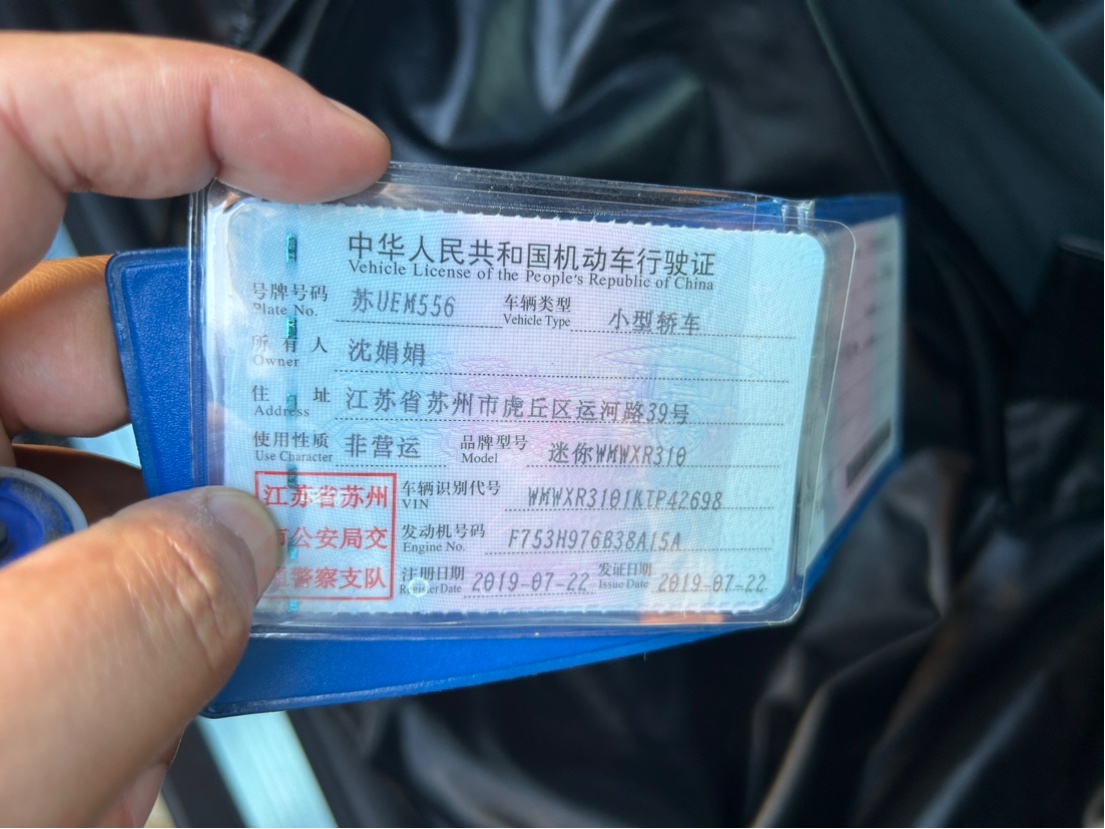 中华人民共和国机动车行驶证
Vehicle License of the People's Republic of China
号牌号码 苏UEM556 车辆类型 小型轿车
Plate No. Vehicle Type
所有人 沈娟娟
Owner
住址 江苏省苏州市虎丘区运河路39号
Address
使用性质 非营运 品牌型号 迷你WMWXR310
Use Character Model
江苏省苏州 车辆识别代号 WMWXR3101KTP42698
VIN
公安局交 发动机号码 F753H976B38A15A
Engine No.
警察支队 注册日期 2019-07-22 发证日期 2019-07-22
Register Date Issue Date